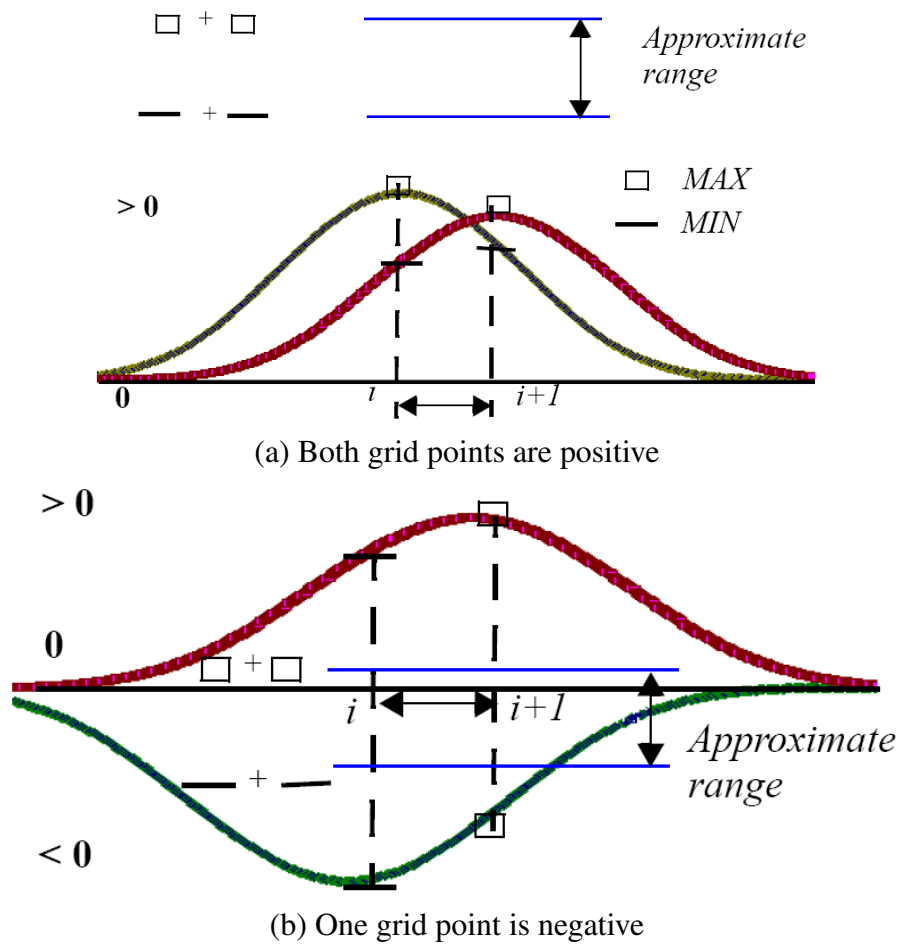 +
Approximate
range
+
MAX
MIN
> 0
0
i
i+1
(a) Both grid points are positive
> 0
0
+
i
i+1
Approximate
range
+
< 0
(b) One grid point is negative